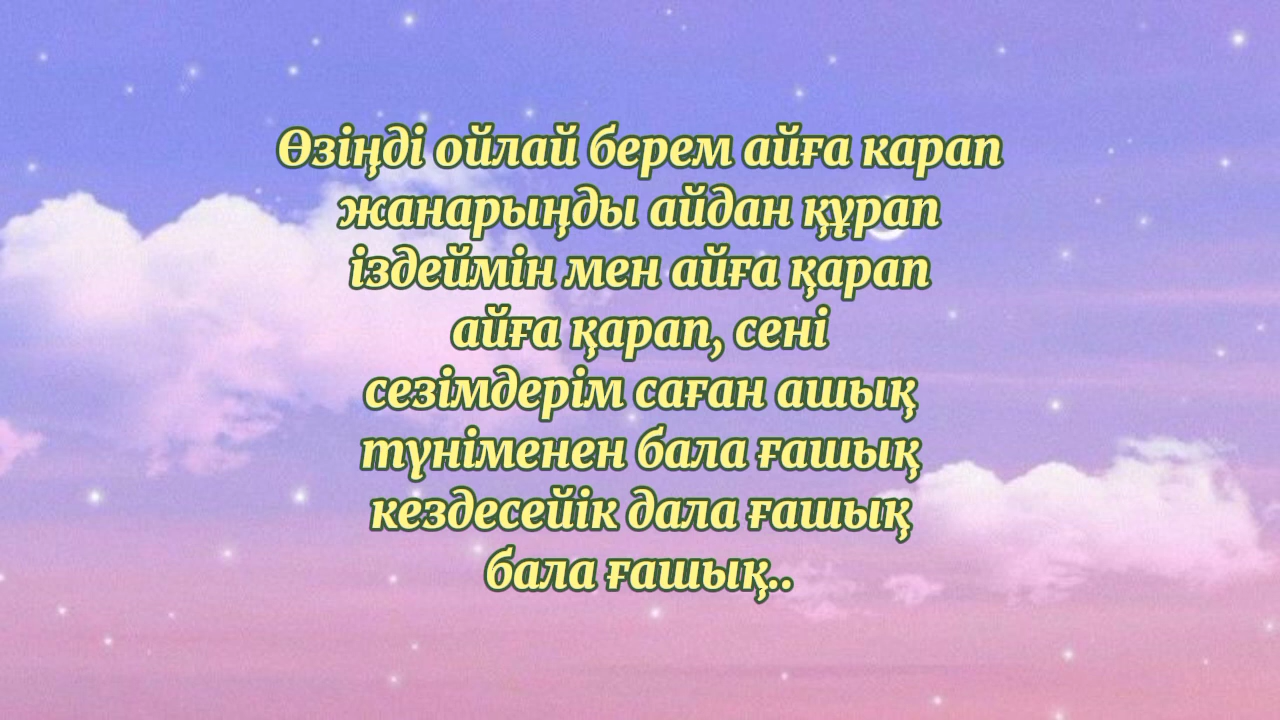 Өзіңді ойлай берем айға карап
жанарыңды айдан құрап
іздеймін мен айға қарап
айға қарап, сені
сезімдерім саған ашық
түніменен бала ғашық
кездесейік дала ғашық
бала ғашық..